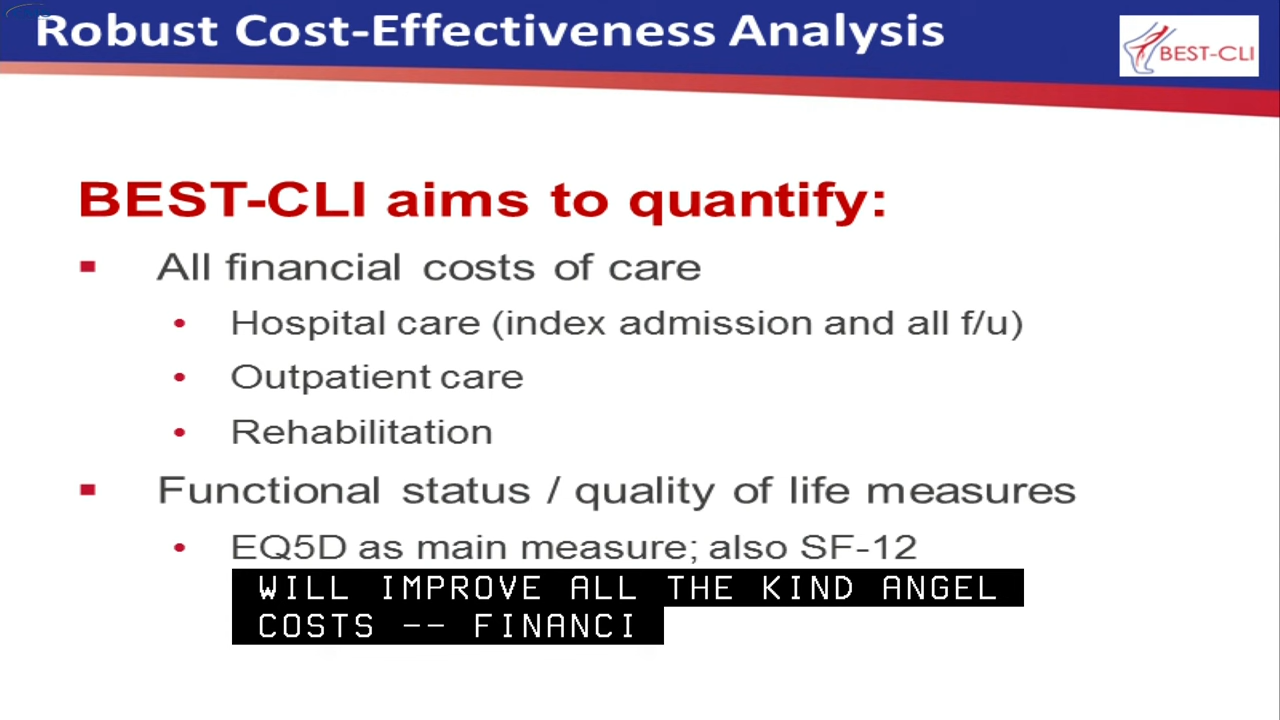 Robust Cost-Effectiveness Analysis
BEST-CLI
BEST-CLI aims to quantify:
All financial costs of care
Hospital care (index admission and all f/u)
Outpatient care
Rehabilitation
Functional status / quality of life measures
EQ5D as main measure; also SF-12
WILL IMPROVE ALL THE KIND ANGEL
COSTS -- FINANCI